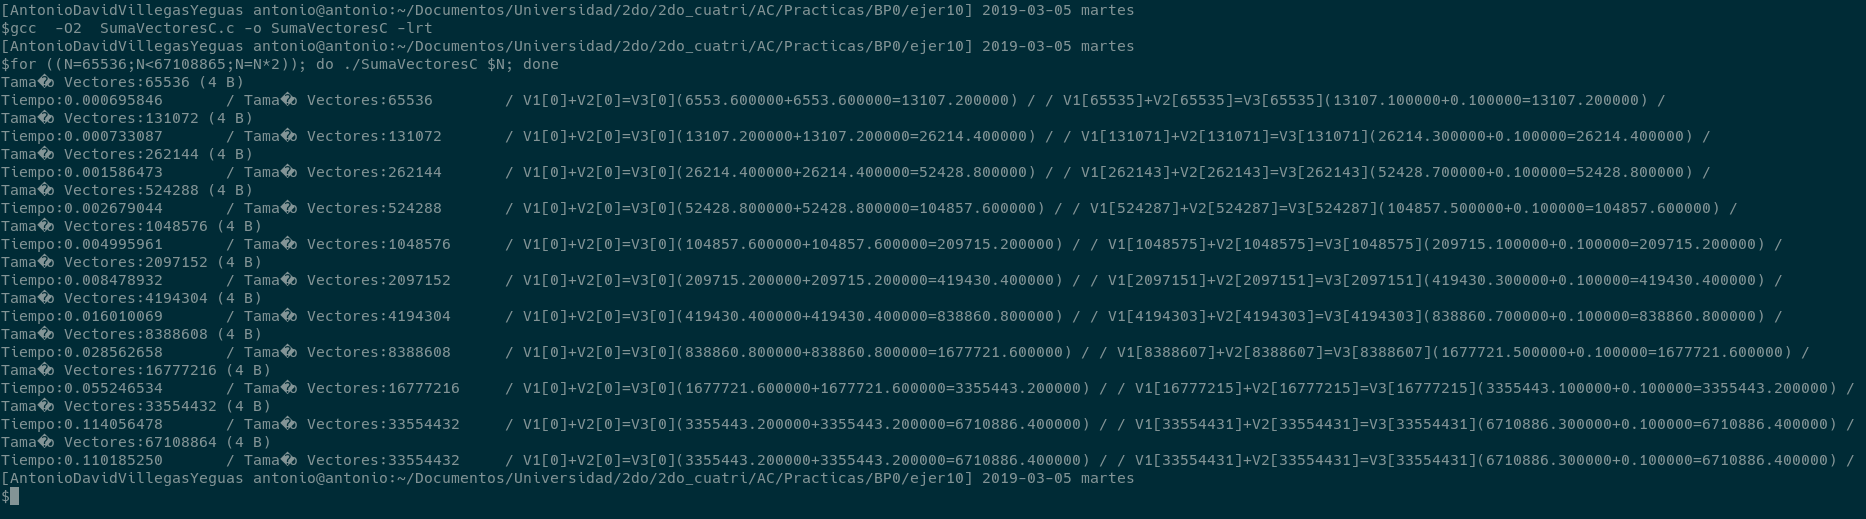 [AntonioDavidVillegasYeguas antonio@antonio:~/Documentos/Universidad/2do/2do_cuatri/AC/Practicas/BP0/ejer10] 2019-03-05 martes
$gcc  -O2  SumaVectoresC.c -o SumaVectoresC -lrt
[AntonioDavidVillegasYeguas antonio@antonio:~/Documentos/Universidad/2do/2do_cuatri/AC/Practicas/BP0/ejer10] 2019-03-05 martes
$for ((N=65536;N<67108865;N=N*2)); do ./SumaVectoresC $N; done
Tama�o Vectores:65536 (4 B)
Tiempo:0.000695846       / Tama�o Vectores:65536        / V1[0]+V2[0]=V3[0](6553.600000+6553.600000=13107.200000) / / V1[65535]+V2[65535]=V3[65535](13107.100000+0.100000=13107.200000) /
Tama�o Vectores:131072 (4 B)
Tiempo:0.000733087       / Tama�o Vectores:131072       / V1[0]+V2[0]=V3[0](13107.200000+13107.200000=26214.400000) / / V1[131071]+V2[131071]=V3[131071](26214.300000+0.100000=26214.400000) /
Tama�o Vectores:262144 (4 B)
Tiempo:0.001586473       / Tama�o Vectores:262144       / V1[0]+V2[0]=V3[0](26214.400000+26214.400000=52428.800000) / / V1[262143]+V2[262143]=V3[262143](52428.700000+0.100000=52428.800000) /
Tama�o Vectores:524288 (4 B)
Tiempo:0.002679044       / Tama�o Vectores:524288       / V1[0]+V2[0]=V3[0](52428.800000+52428.800000=104857.600000) / / V1[524287]+V2[524287]=V3[524287](104857.500000+0.100000=104857.600000) /
Tama�o Vectores:1048576 (4 B)
Tiempo:0.004995961       / Tama�o Vectores:1048576      / V1[0]+V2[0]=V3[0](104857.600000+104857.600000=209715.200000) / / V1[1048575]+V2[1048575]=V3[1048575](209715.100000+0.100000=209715.200000) /
Tama�o Vectores:2097152 (4 B)
Tiempo:0.008478932       / Tama�o Vectores:2097152      / V1[0]+V2[0]=V3[0](209715.200000+209715.200000=419430.400000) / / V1[2097151]+V2[2097151]=V3[2097151](419430.300000+0.100000=419430.400000) /
Tama�o Vectores:4194304 (4 B)
Tiempo:0.016010069       / Tama�o Vectores:4194304      / V1[0]+V2[0]=V3[0](419430.400000+419430.400000=838860.800000) / / V1[4194303]+V2[4194303]=V3[4194303](838860.700000+0.100000=838860.800000) /
Tama�o Vectores:8388608 (4 B)
Tiempo:0.028562658       / Tama�o Vectores:8388608      / V1[0]+V2[0]=V3[0](838860.800000+838860.800000=1677721.600000) / / V1[8388607]+V2[8388607]=V3[8388607](1677721.500000+0.100000=1677721.600000) /
Tama�o Vectores:16777216 (4 B)
Tiempo:0.055246534       / Tama�o Vectores:16777216     / V1[0]+V2[0]=V3[0](1677721.600000+1677721.600000=3355443.200000) / / V1[16777215]+V2[16777215]=V3[16777215](3355443.100000+0.100000=3355443.200000) /
Tama�o Vectores:33554432 (4 B)
Tiempo:0.114056478       / Tama�o Vectores:33554432     / V1[0]+V2[0]=V3[0](3355443.200000+3355443.200000=6710886.400000) / / V1[33554431]+V2[33554431]=V3[33554431](6710886.300000+0.100000=6710886.400000) /
Tama�o Vectores:67108864 (4 B)
Tiempo:0.110185250       / Tama�o Vectores:33554432     / V1[0]+V2[0]=V3[0](3355443.200000+3355443.200000=6710886.400000) / / V1[33554431]+V2[33554431]=V3[33554431](6710886.300000+0.100000=6710886.400000) /
[AntonioDavidVillegasYeguas antonio@antonio:~/Documentos/Universidad/2do/2do_cuatri/AC/Practicas/BP0/ejer10] 2019-03-05 martes
$